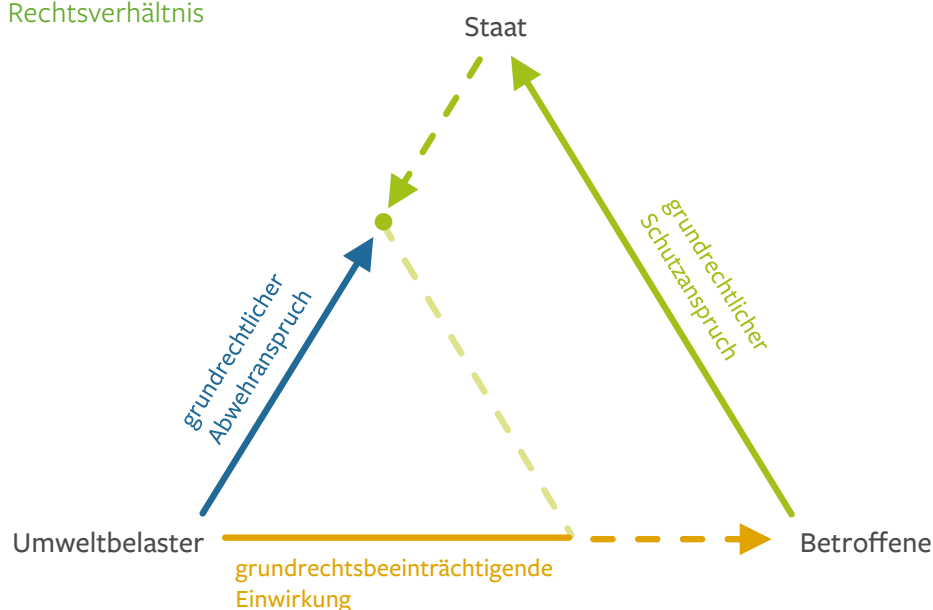 Rechtsverhältnis
Staat
grundrechtlicher
Abwehranspruch
grundrechtlicher
Schutzanspruch
Umweltbelaster
Betroffene
grundrechtsbeeinträchtigende
Einwirkung